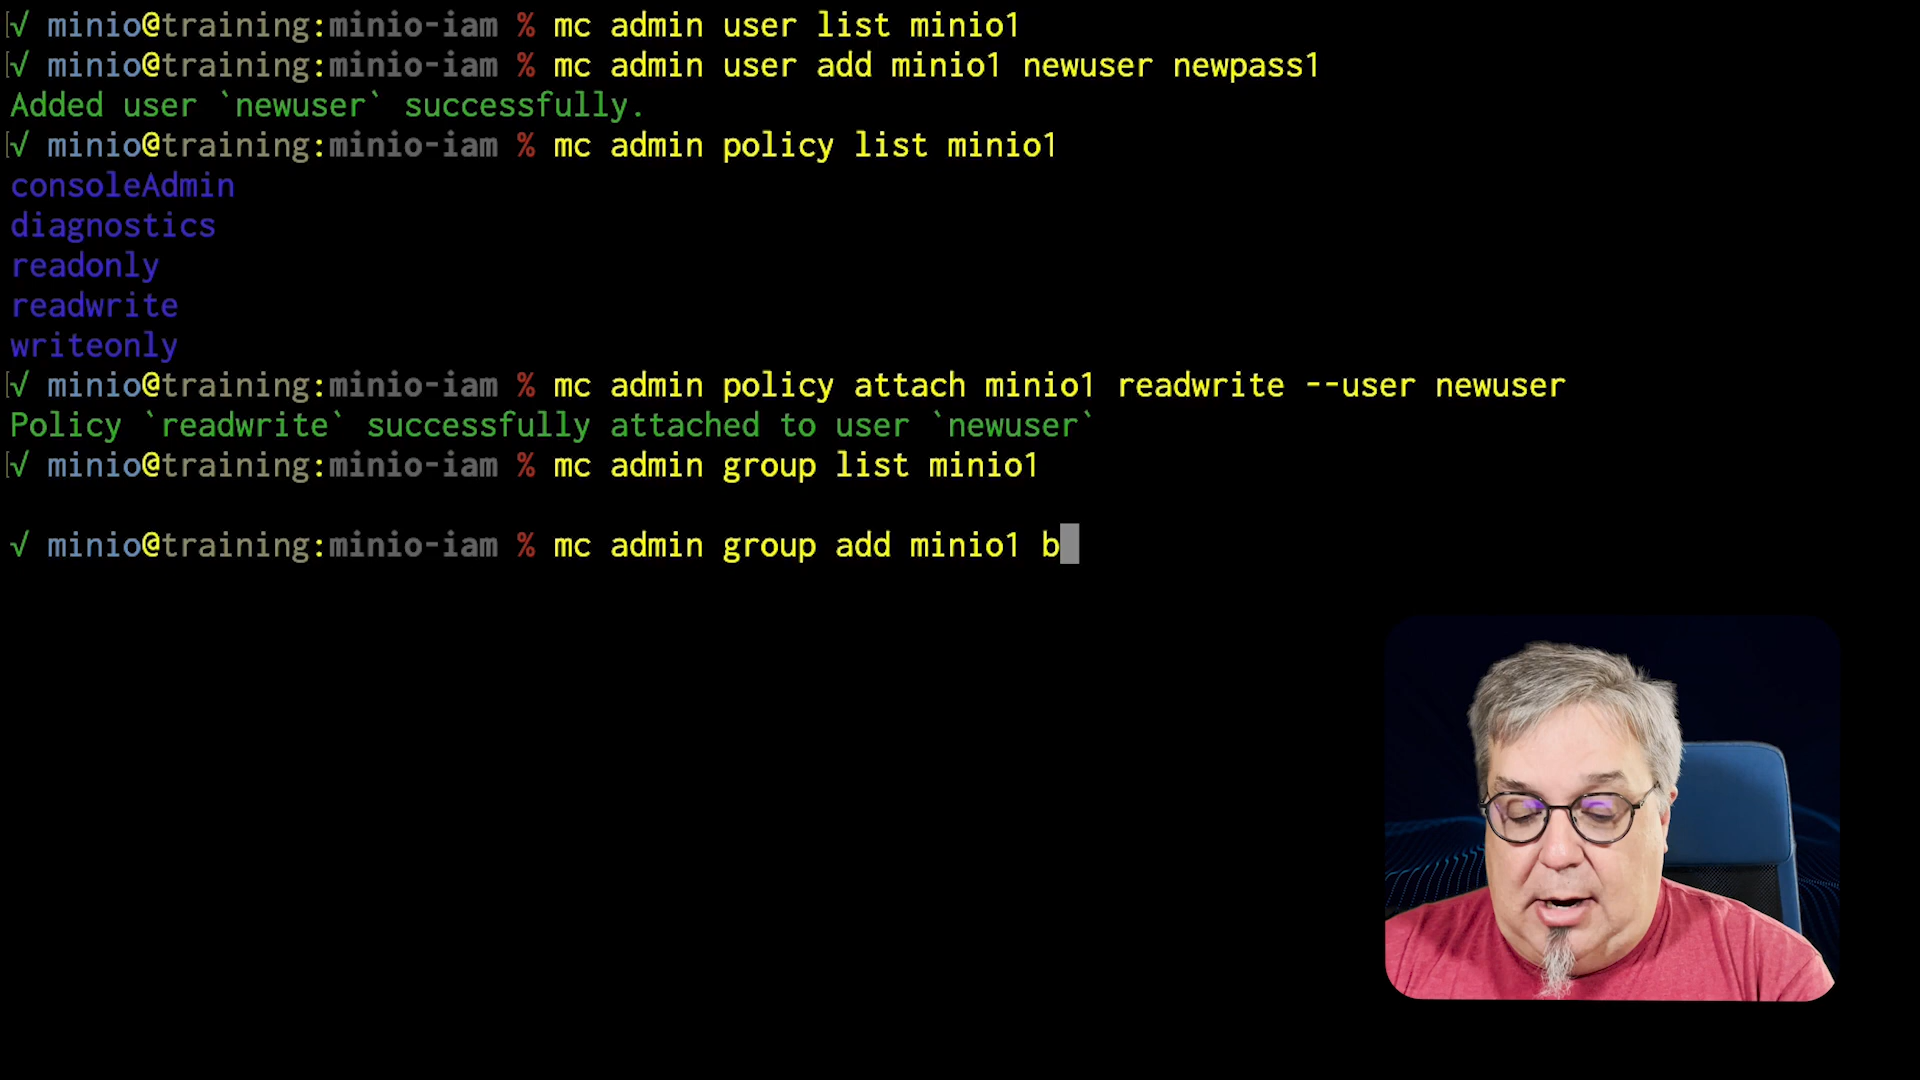 √ minio@training:minio-iam % mc admin user list minio1
√ minio@training:minio-iam % mc admin user add minio1 newuser newpass1
Added user `newuser` successfully.
√ minio@training:minio-iam % mc admin policy list minio1
consoleAdmin
diagnostics
readonly
readwrite
writeonly
√ minio@training:minio-iam % mc admin policy attach minio1 readwrite --user newuser
Policy `readwrite` successfully attached to user `newuser`
√ minio@training:minio-iam % mc admin group list minio1
√ minio@training:minio-iam % mc admin group add minio1 b